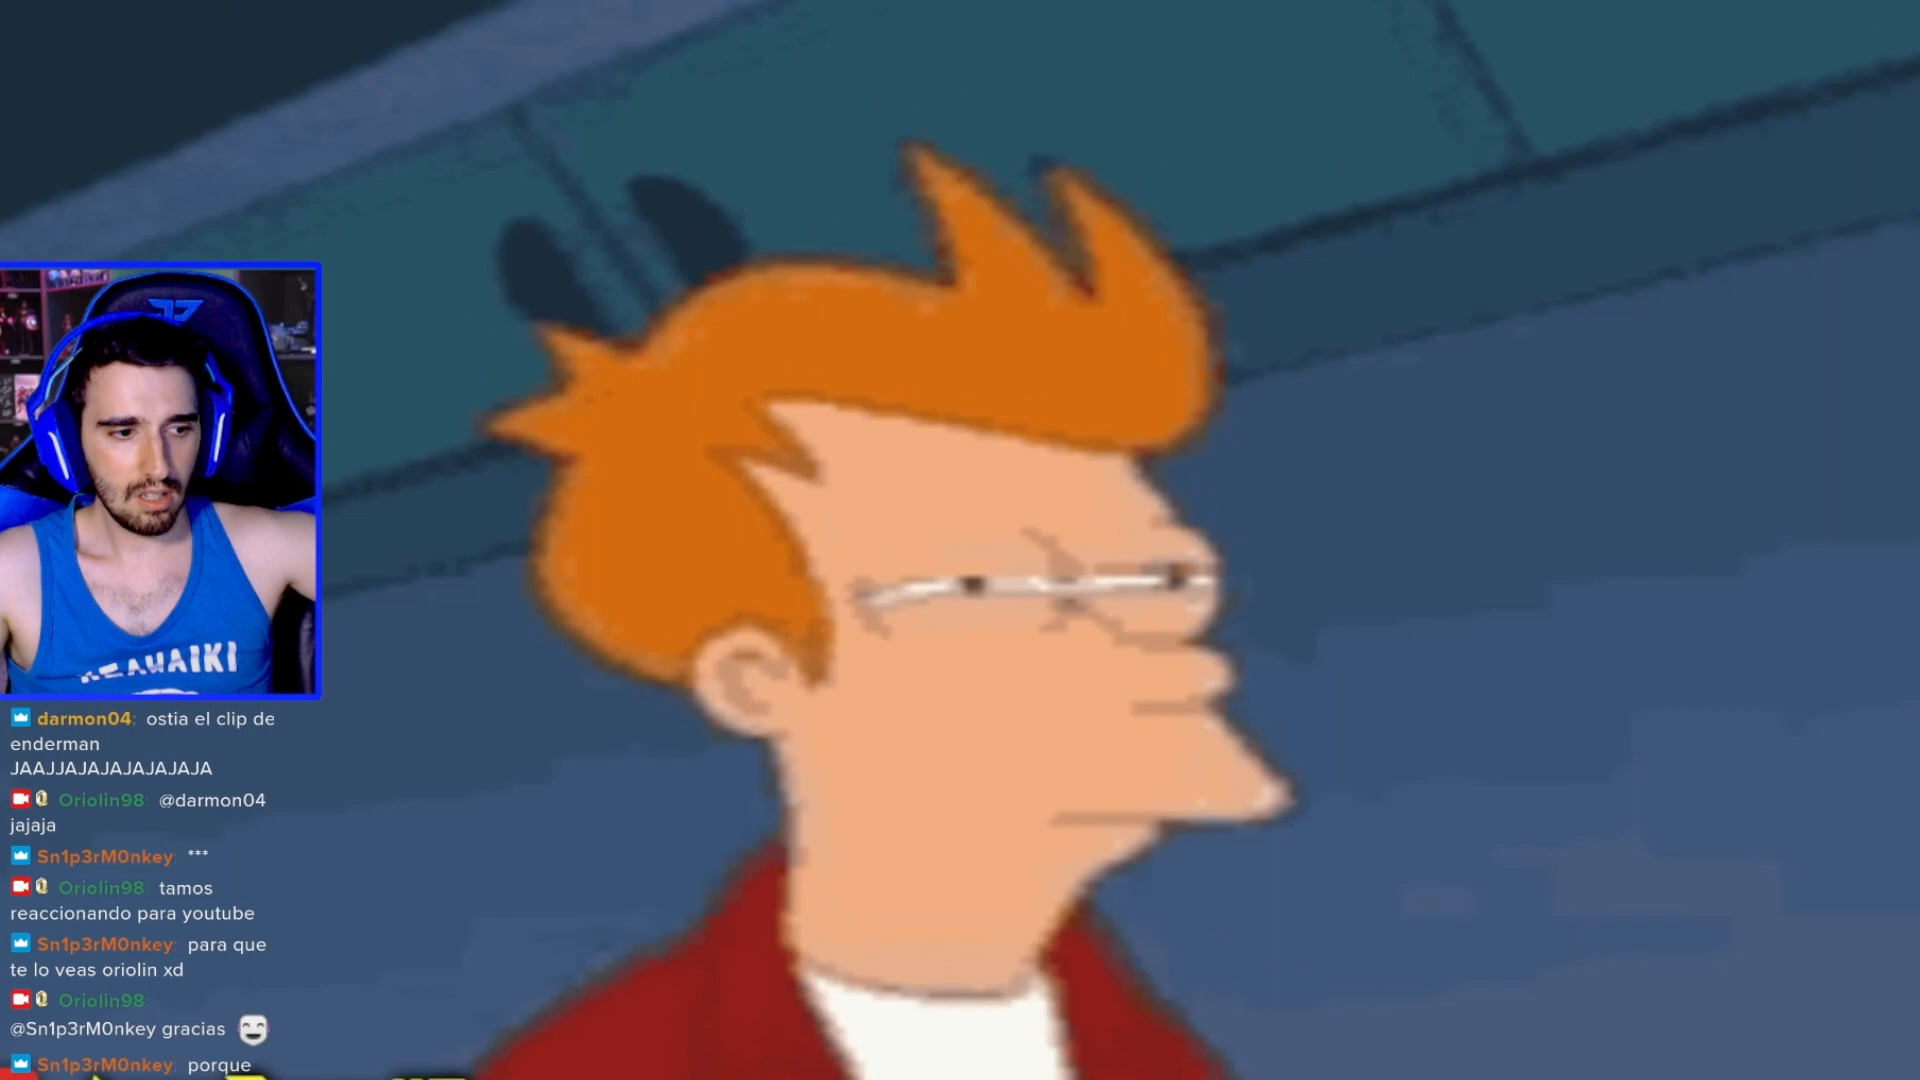 KEAWAIKI
darmon04: ostia el clip de
enderman
JAAJJAJAJAJAJAJAJA
Oriolin98: @darmon04
jajaja
Sn1p3rM0nkey: ***
Oriolin98: tamos
reaccionando para youtube
Sn1p3rM0nkey: para que
te lo veas oriolin xd
Oriolin98:
@Sn1p3rM0nkey gracias
Sn1p3rM0nkey: porque